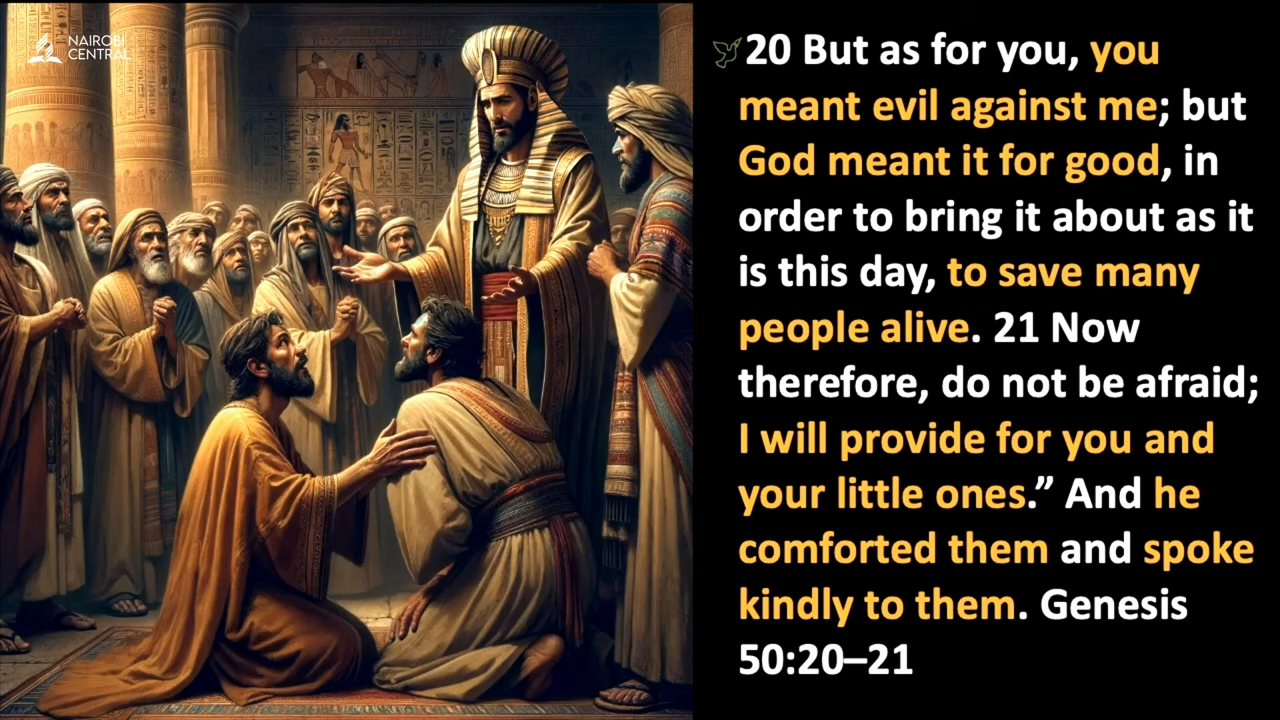 NAIROBI
CENTRAL
20 But as for you, you
meant evil against me; but
God meant it for good, in
order to bring it about as it
is this day, to save many
people alive. 21 Now
therefore, do not be afraid;
I will provide for you and
your little ones.” And he
comforted them and spoke
kindly to them. Genesis
50:20–21